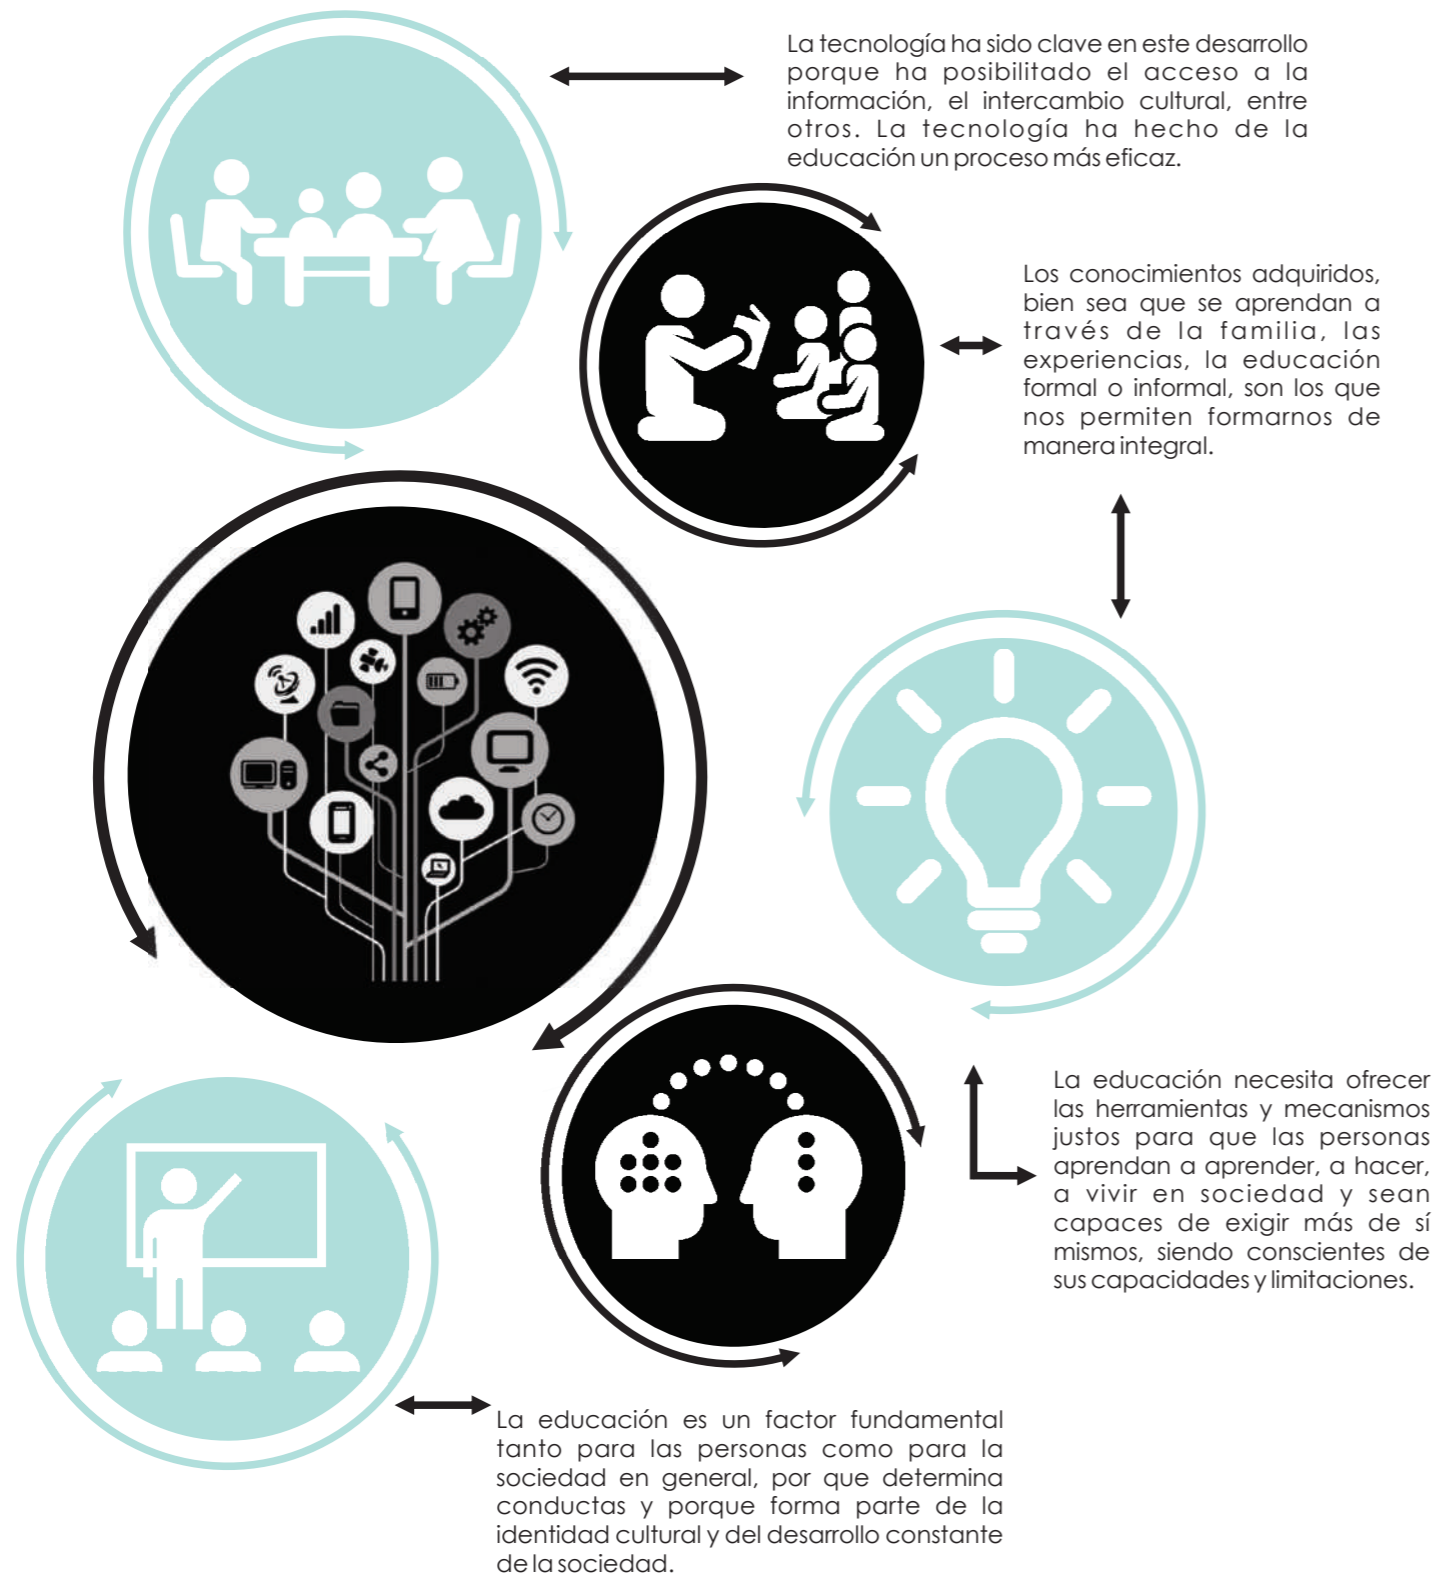 La tecnología ha sido clave en este desarrollo
porque ha posibilitado el acceso a la
información, el intercambio cultural, entre
otros. La tecnología ha hecho de la
educación un proceso más eficaz.
Los conocimientos adquiridos,
bien sea que se aprendan a
través de la familia, las
experiencias, la educación
formal o informal, son los que
nos permiten formarnos de
manera integral.
La educación necesita ofrecer
las herramientas y mecanismos
justos para que las personas
aprendan a aprender, a hacer,
a vivir en sociedad y sean
capaces de exigir más de sí
mismos, siendo conscientes de
sus capacidades y limitaciones.
La educación es un factor fundamental
tanto para las personas como para la
sociedad en general, por que determina
conductas y porque forma parte de la
identidad cultural y del desarrollo constante
de la sociedad.